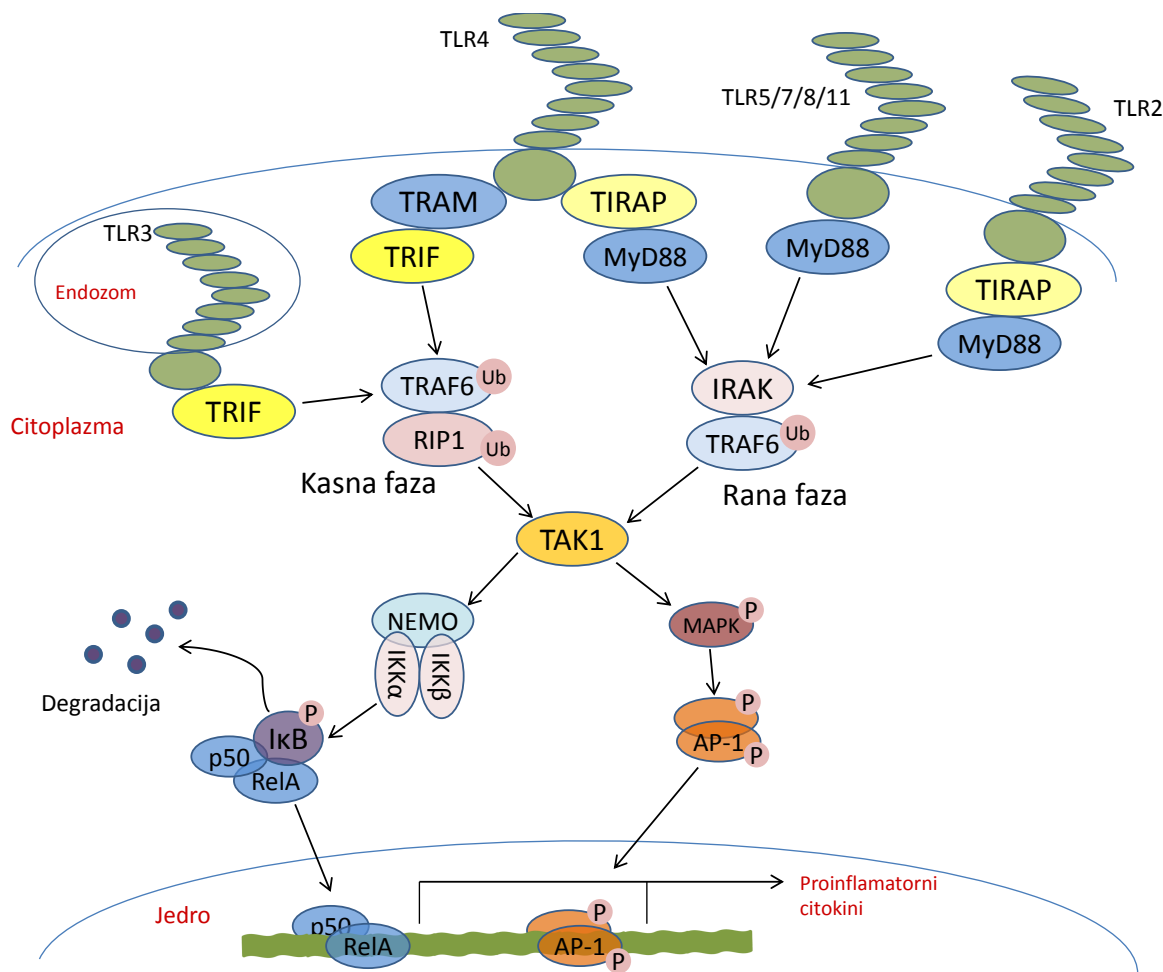 TLR4
TLR5/7/8/11
TLR2
TRAM
TIRAP
TRIF
MyD88
MyD88
TIRAP
MyD88
TLR3
Endozom
TRIF
Citoplazma
TRAF6
Ub
RIP1
Ub
Kasna faza
IRAK
TRAF6
Ub
Rana faza
TAK1
NEMO
IKKα
IKKβ
MAPK
P
Degradacija
P
IκB
p50
RelA
P
AP-1
P
Jedro
p50
RelA
P
AP-1
P
Proinflamatorni
citokini